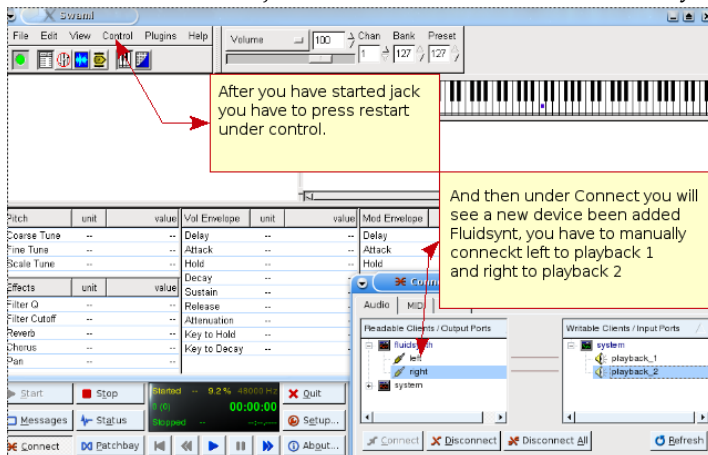 Swami
File Edit View Control Plugins Help
Volume 100 Chan Bank Preset
1 127 127
After you have started jack
you have to press restart
under control.
And then under Connect you will
see a new device been added
Fluidsynt, you have to manually
conneckt left to playback 1
and right to playback 2
Pitch unit value Vol Envelope unit value Mod Envelope
Coarse Tune -- -- Delay -- -- Delay
Fine Tune -- -- Attack -- -- Attack
Scale Tune -- -- Hold -- -- Hold
Decay -- --
Effects unit value Sustain -- --
Filter Q -- -- Release -- --
Filter Cutoff -- -- Attenuation -- --
Reverb -- -- Key to Hold -- --
Chorus -- -- Key to Decay -- --
Pan -- --
Audio MIDI
Readable Clients / Output Ports Writable Clients / Input Ports
fluidsynth system
left playback_1
right playback_2
system
Connect Disconnect Disconnect All Refresh
Start Stop Started -- 9.2 % 48000 Hz Quit
0 (0) 00:00:00
Messages Status Stopped -- Setup...
Connect Patchbay About...